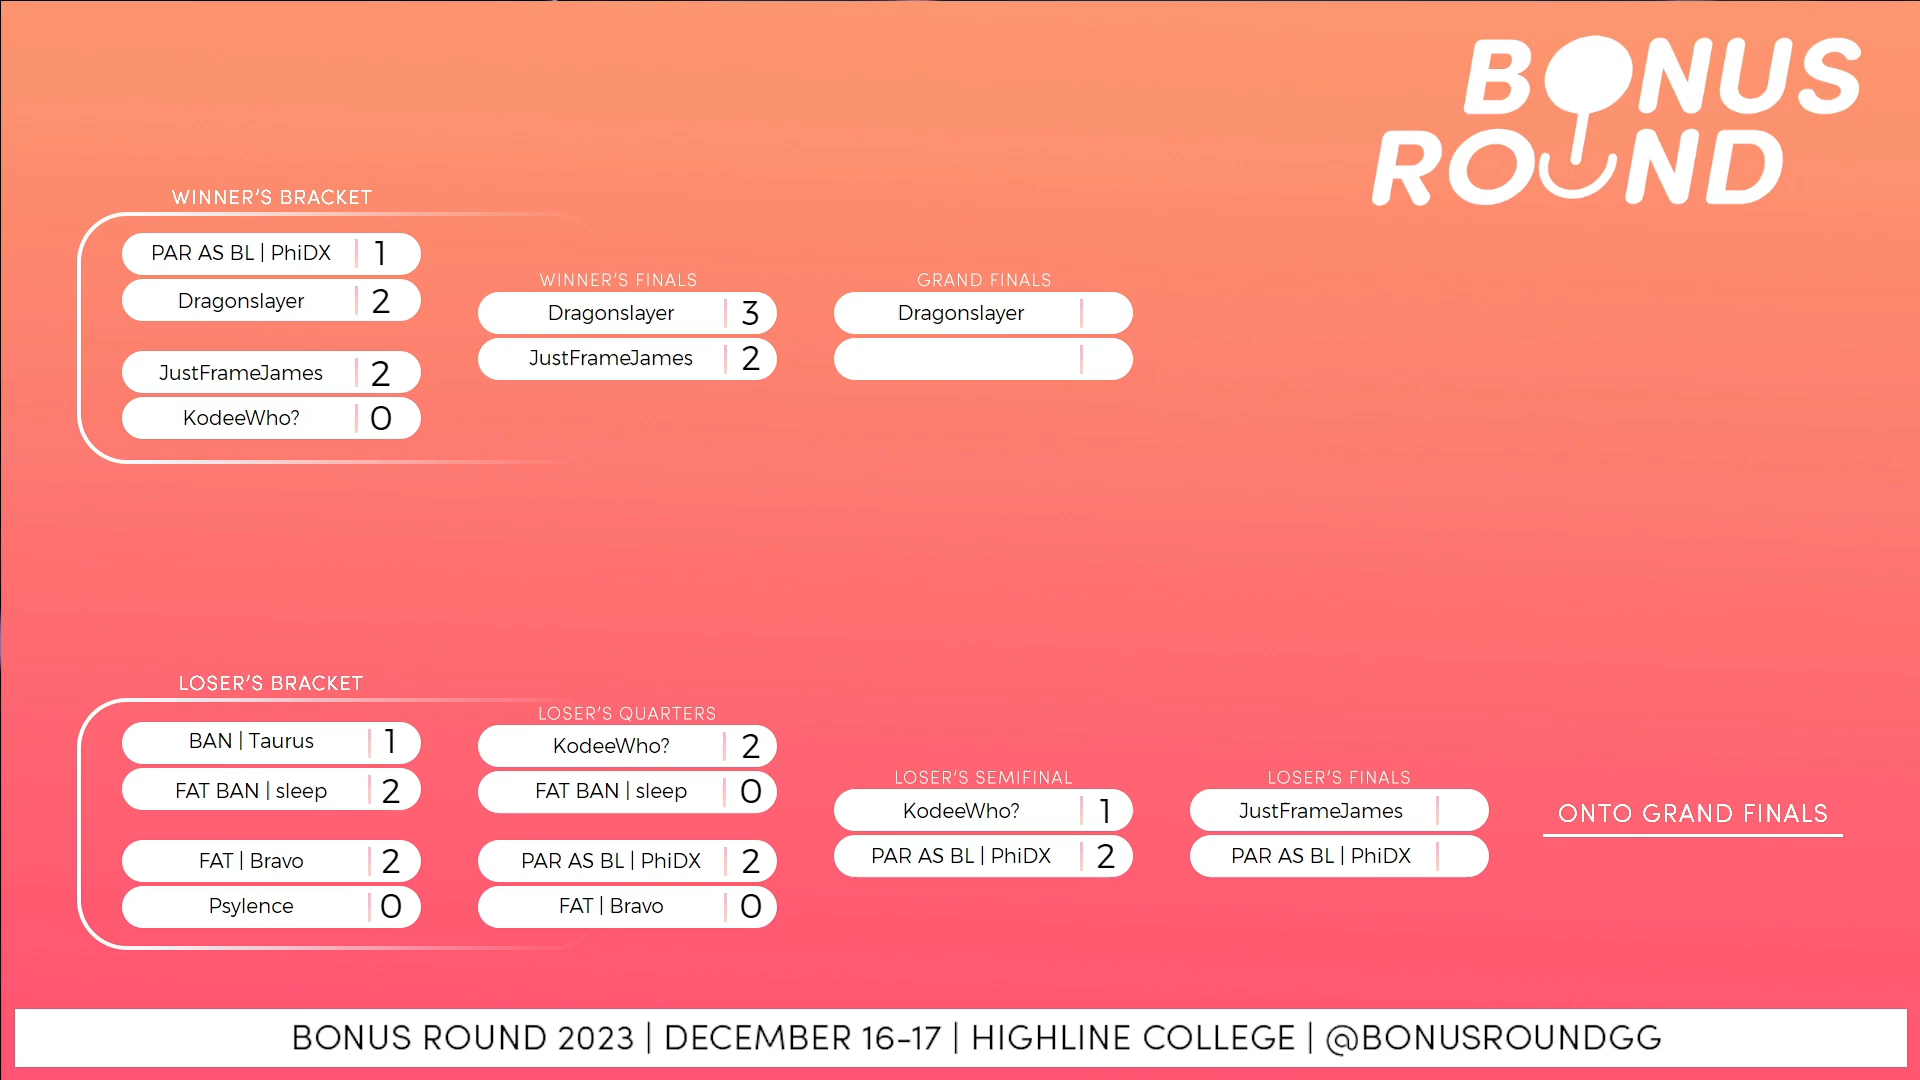 BONUS
ROUND
WINNER'S BRACKET
PAR AS BL | PhiDX 1
Dragonslayer 2
JustFrameJames 2
KodeeWho? 0
WINNER'S FINALS
Dragonslayer 3
JustFrameJames 2
GRAND FINALS
Dragonslayer
LOSER'S BRACKET
BAN | Taurus 1
FAT BAN | sleep 2
FAT | Bravo 2
Psylence 0
LOSER'S QUARTERS
KodeeWho? 2
FAT BAN | sleep 0
PAR AS BL | PhiDX 2
FAT | Bravo 0
LOSER'S SEMIFINAL
KodeeWho? 1
PAR AS BL | PhiDX 2
LOSER'S FINALS
JustFrameJames
PAR AS BL | PhiDX
ONTO GRAND FINALS
BONUS ROUND 2023 | DECEMBER 16-17 | HIGHLINE COLLEGE | @BONUSROUNDGG